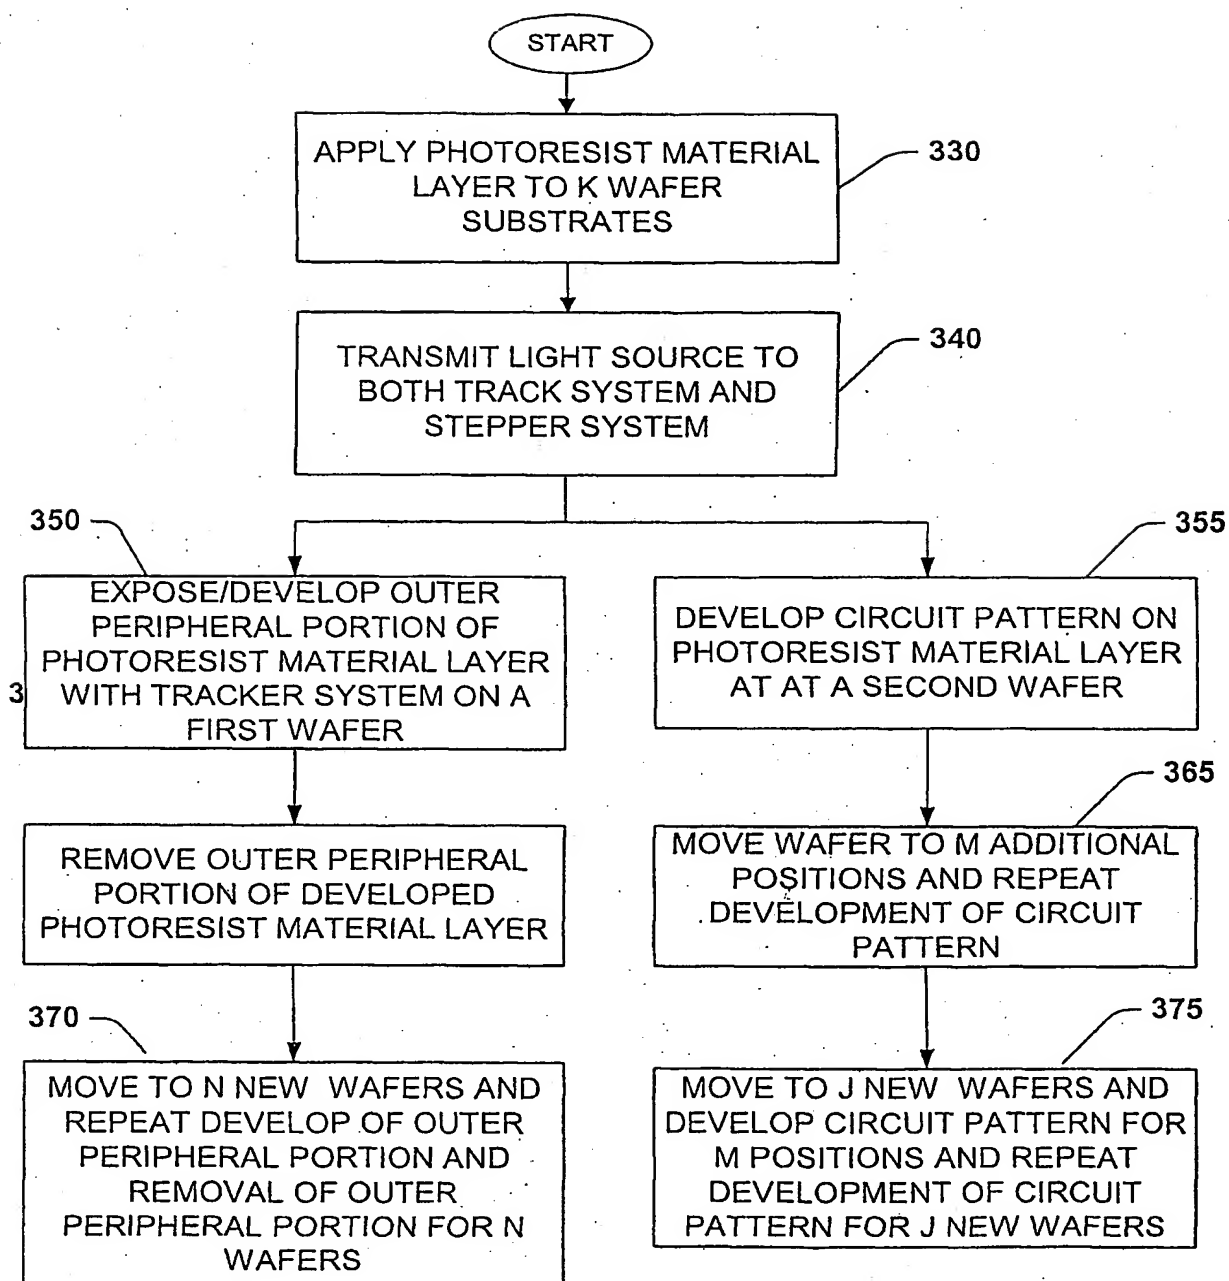 START
APPLY PHOTORESIST MATERIAL
LAYER TO K WAFER
SUBSTRATES
330
TRANSMIT LIGHT SOURCE TO
BOTH TRACK SYSTEM AND
STEPPER SYSTEM
340
350
EXPOSE/DEVELOP OUTER
PERIPHERAL PORTION OF
PHOTORESIST MATERIAL LAYER
WITH TRACKER SYSTEM ON A
FIRST WAFER
3
355
DEVELOP CIRCUIT PATTERN ON
PHOTORESIST MATERIAL LAYER
AT AT A SECOND WAFER
REMOVE OUTER PERIPHERAL
PORTION OF DEVELOPED
PHOTORESIST MATERIAL LAYER
365
MOVE WAFER TO M ADDITIONAL
POSITIONS AND REPEAT
DEVELOPMENT OF CIRCUIT
PATTERN
370
MOVE TO N NEW WAFERS AND
REPEAT DEVELOP OF OUTER
PERIPHERAL PORTION AND
REMOVAL OF OUTER
PERIPHERAL PORTION FOR N
WAFERS
375
MOVE TO J NEW WAFERS AND
DEVELOP CIRCUIT PATTERN FOR
M POSITIONS AND REPEAT
DEVELOPMENT OF CIRCUIT
PATTERN FOR J NEW WAFERS